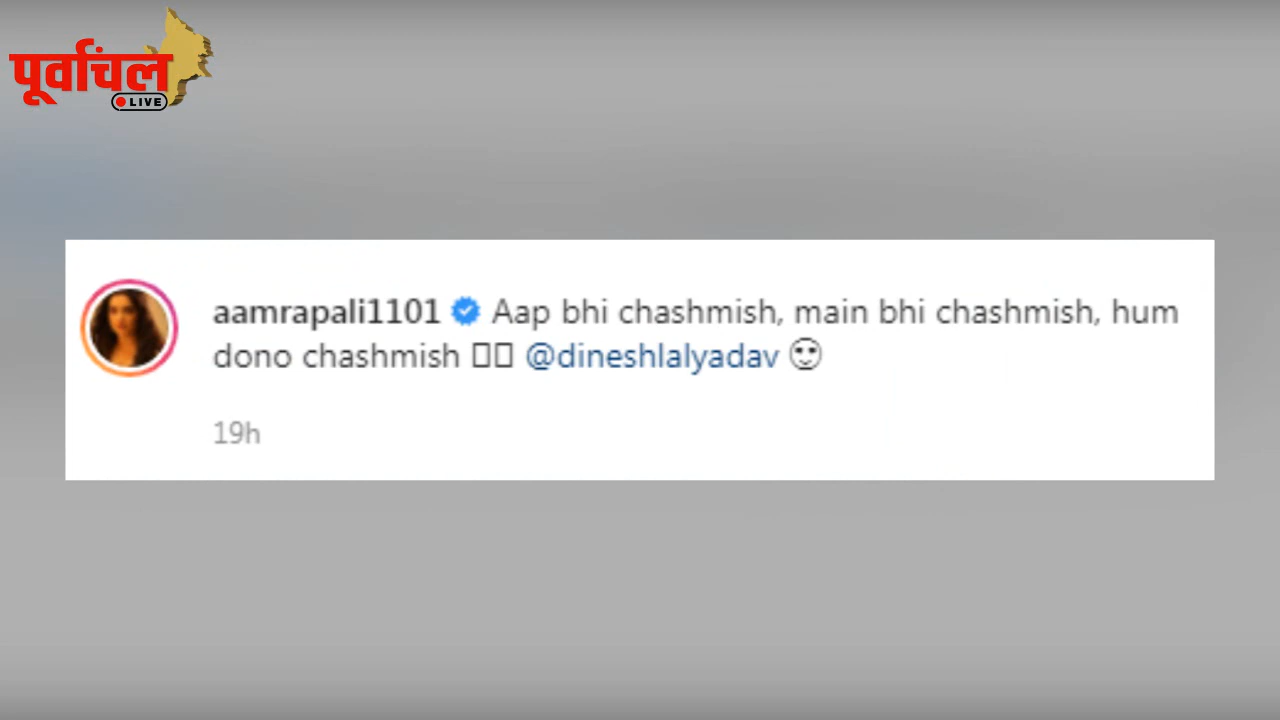 पूर्वांचल
LIVE
aamrapali1101 Aap bhi chashmish, main bhi chashmish, hum
dono chashmish @dineshlalyadav
19h